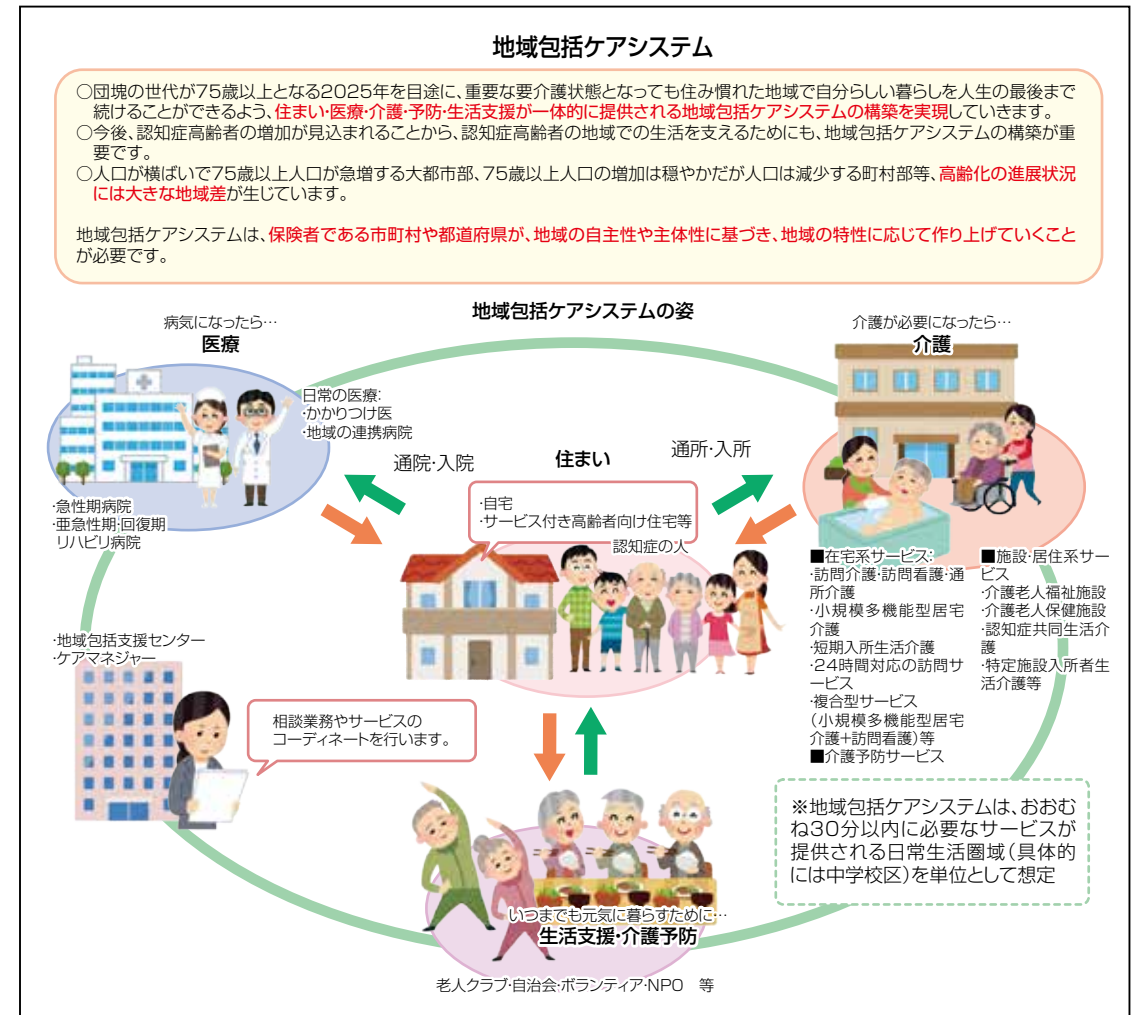 地域包括ケアシステム
○団塊の世代が75歳以上となる2025年を目途に、重要な要介護状態となっても住み慣れた地域で自分らしい暮らしを人生の最後まで
続けることができるよう、住まい・医療・介護・予防・生活支援が一体的に提供される地域包括ケアシステムの構築を実現していきます。
○今後、認知症高齢者の増加が見込まれることから、認知症高齢者の地域での生活を支えるためにも、地域包括ケアシステムの構築が重
要です。
○人口が横ばいで75歳以上人口が急増する大都市部、75歳以上人口の増加は穏やかだが人口は減少する町村部等、高齢化の進展状況
には大きな地域差が生じています。
地域包括ケアシステムは、保険者である市町村や都道府県が、地域の自主性や主体性に基づき、地域の特性に応じて作り上げていくこと
が必要です。
地域包括ケアシステムの姿
病気になったら…
医療
日常の医療:
・かかりつけ医
・地域の連携病院
・急性期病院
・亜急性期・回復期
リハビリ病院
通院・入院
住まい
・自宅
・サービス付き高齢者向け住宅等
認知症の人
通所・入所
介護が必要になったら…
介護
■在宅系サービス:
・訪問介護・訪問看護・通
所介護
・小規模多機能型居宅
介護
・短期入所生活介護
・24時間対応の訪問サ
ービス
・複合型サービス
(小規模多機能型居宅
介護+訪問看護)等
■介護予防サービス
■施設・居住系サー
ビス
・介護老人福祉施設
・介護老人保健施設
・認知症共同生活介
護
・特定施設入所者生
活介護等
・地域包括支援センター
・ケアマネジャー
相談業務やサービスの
コーディネートを行います。
※地域包括ケアシステムは、おおむ
ね30分以内に必要なサービスが
提供される日常生活圏域(具体的
には中学校区)を単位として想定
いつまでも元気に暮らすために…
生活支援・介護予防
老人クラブ・自治会・ボランティア・NPO 等